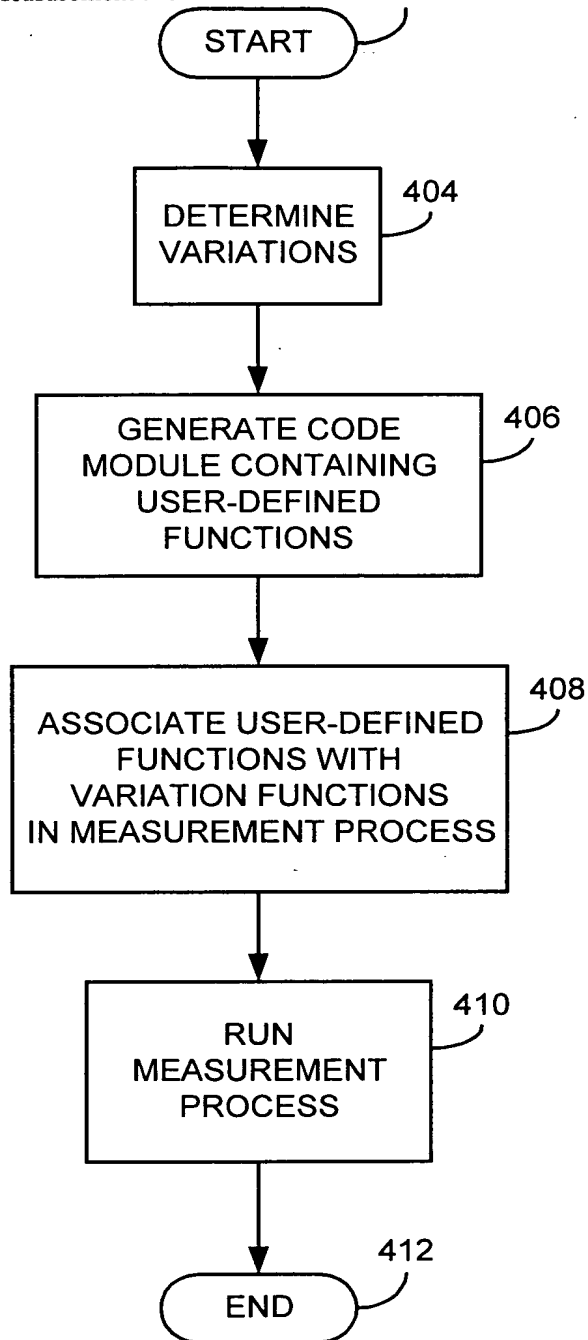 START
DETERMINE
VARIATIONS
404
GENERATE CODE
MODULE CONTAINING
USER-DEFINED
FUNCTIONS
406
ASSOCIATE USER-DEFINED
FUNCTIONS WITH
VARIATION FUNCTIONS
IN MEASUREMENT PROCESS
408
RUN
MEASUREMENT
PROCESS
410
END
412